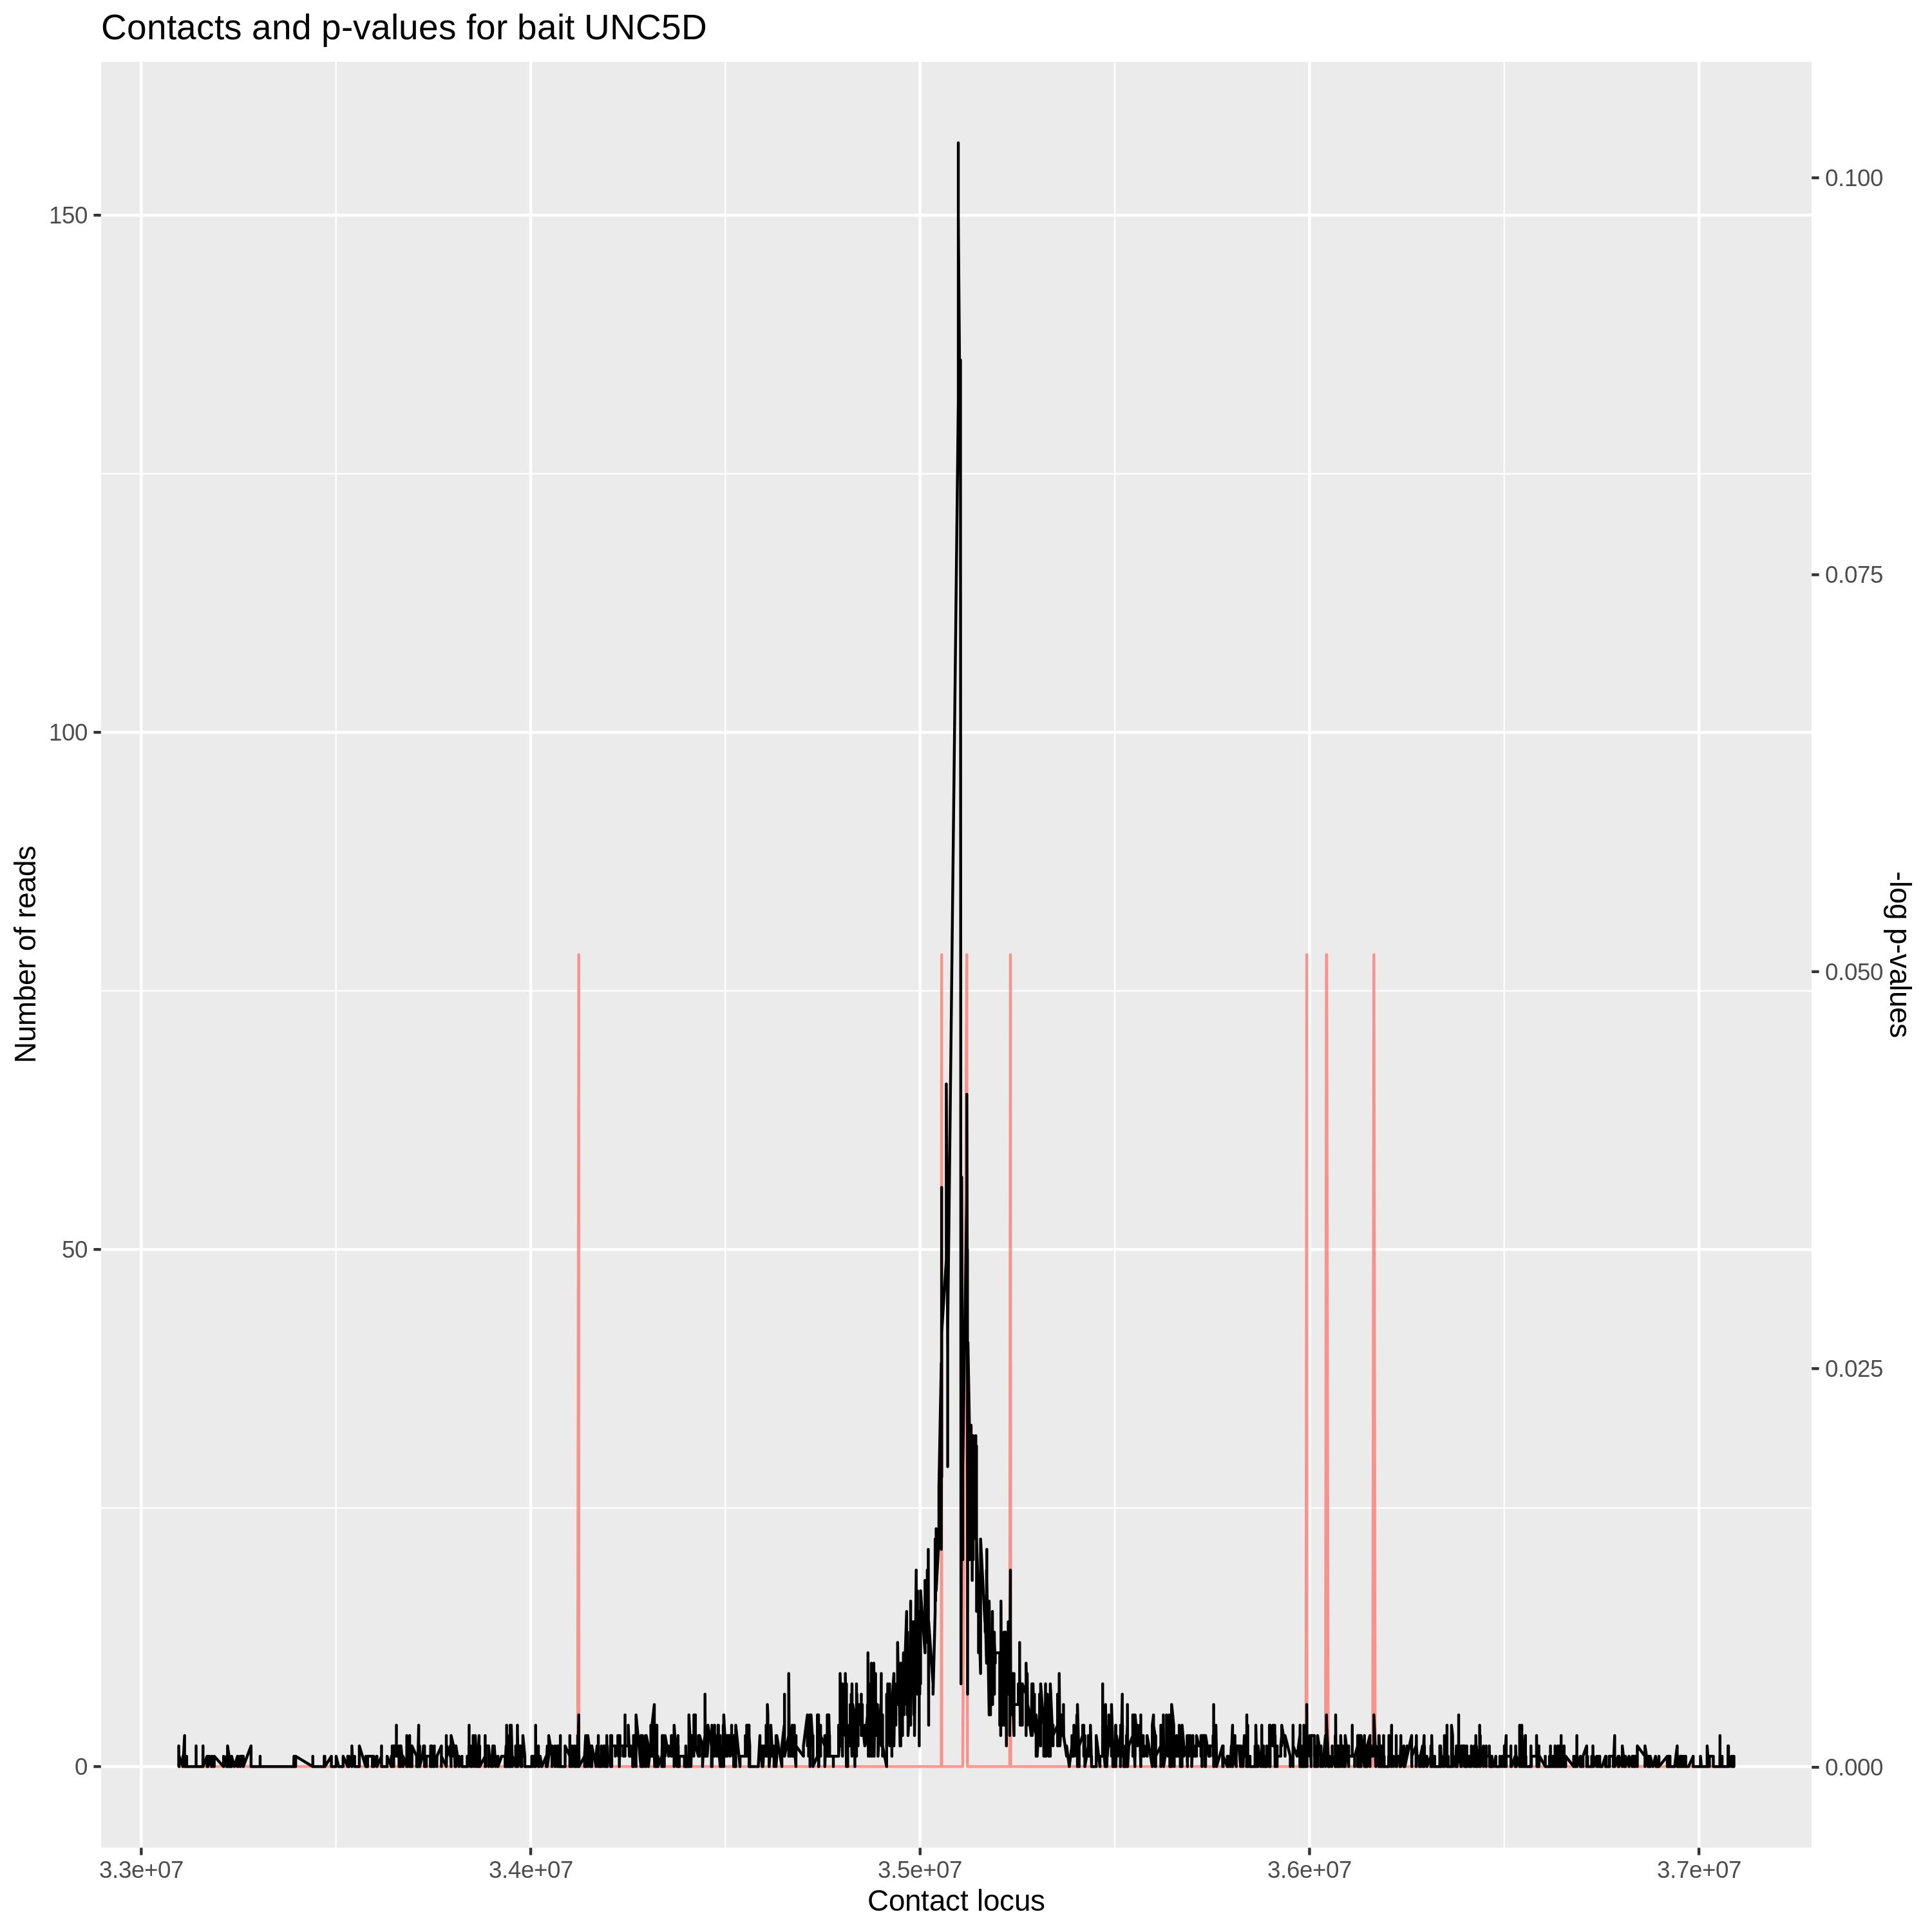 Contacts and p-values for bait UNC5D
150
100
50
0
Number of reads
0.100
0.075
0.050
0.025
0.000
-log p-values
3.3e+07 3.4e+07 3.5e+07 3.6e+07 3.7e+07
Contact locus